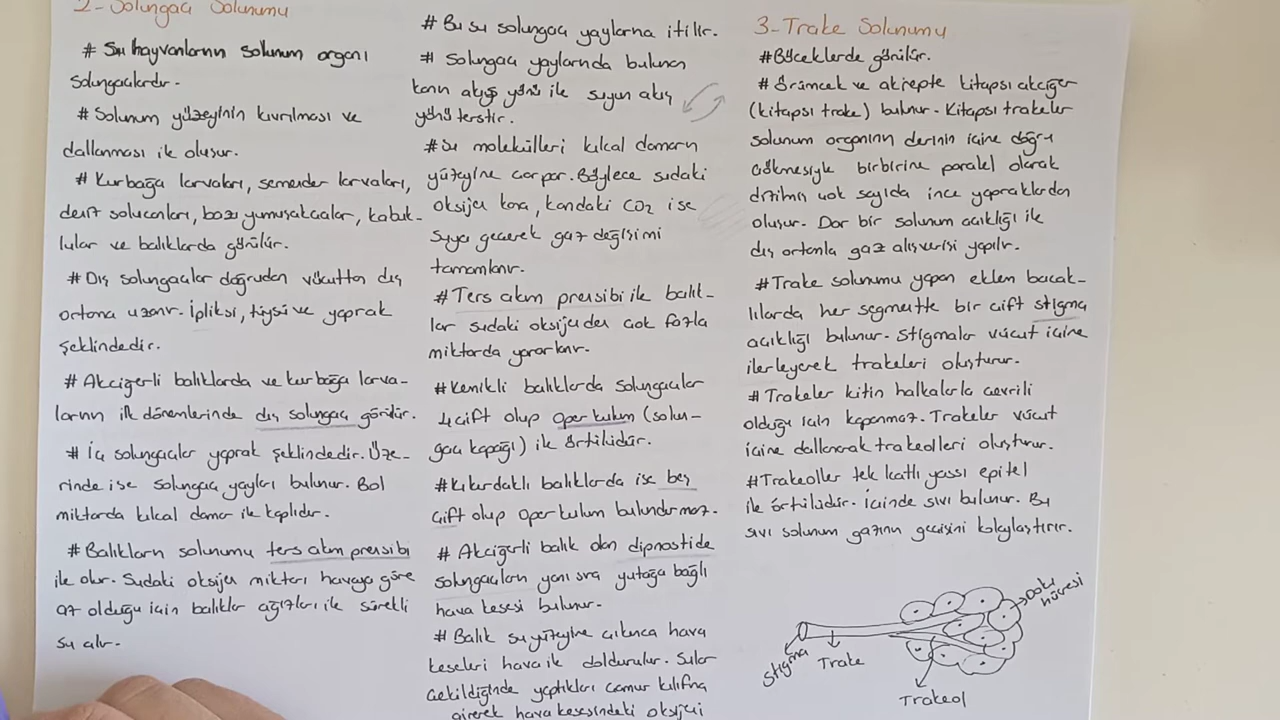 2- Solungaç Solunumu
# Su hayvanlarının solunum organı
solungaçlardır.
# Solunum yüzeyinin kıvrılması ve
dallanması ile oluşur.
# Kurbağa larvaları, semender larvaları,
deniz solucanları, bazı yumuşakçalar, kabuk-
lular ve balıklarda görülür.
# Dış solungaçlar doğrudan vücuttan dış
ortama uzanır. İpliksi, tüysü ve yaprak
şeklindedir.
# Akciğerli balıklarda ve kurbağa larva-
larının ilk dönemlerinde dış solungaç görülür.
# İç solungaçlar yaprak şeklindedir. Üze-
rinde ise solungaç yayları bulunur. Bol
miktarda kılcal damar ile kaplıdır.
# Balıkların solunumu ters akım prensibi
ile olur. Sudaki oksijen miktarı havaya göre
az olduğu için balıklar ağızları ile sürekli
su alır.
# Bu su solungaç yaylarına itilir.
# Solungaç yaylarında bulunan
kanın akış yönü ile suyun akış
yönü terstir.
# Su molekülleri kılcal damarın
yüzeyine çarpar. Böylece sudaki
oksijen kana, kandaki CO2 ise
suya geçerek gaz değişimi
tamamlanır.
# Ters akım prensibi ile balık-
lar sudaki oksijenden çok fazla
miktarda yararlanır.
# Kemikli balıklarda solungaçlar
4 çift olup operkulum (solun-
gaç kapağı) ile örtülüdür.
# Kıkırdaklı balıklarda ise beş
çift olup operkulum bulundurmaz.
# Akciğerli balık olan dipnostide
solungaçların yanı sıra yutağa bağlı
hava kesesi bulunur.
# Balık su yüzeyine çıkınca hava
keseleri hava ile doldurulur. Sular
çekildiğinde yaptıkları çamur kılıfına
girerek hava kesesindeki oksijeni
3- Trake Solunumu
# Böceklerde görülür.
# Örümcek ve akrepte kitapsı akciğer
(kitapsı trake) bulunur. Kitapsı trakeler
solunum organının derinin içine doğru
çökmesiyle birbirine paralel olarak
dizilmiş çok sayıda ince yapraklardan
oluşur. Dar bir solunum açıklığı ile
dış ortamla gaz alışverişi yapılır.
# Trake solunumu yapan eklem bacak-
lılarda her segmentte bir çift stigma
açıklığı bulunur. Stigmalar vücut içine
ilerleyerek trakeleri oluşturur.
# Trakeler kitin halkalarla çevrili
olduğu için kapanmaz. Trakeler vücut
içine dallanarak trakeolleri oluşturur.
# Trakeoller tek katlı yassı epitel
ile örtülüdür. İçinde sıvı bulunur. Bu
sıvı solunum gazının geçişini kolaylaştırır.
Doku
hücresi
Stigma
Trake
Trakeol